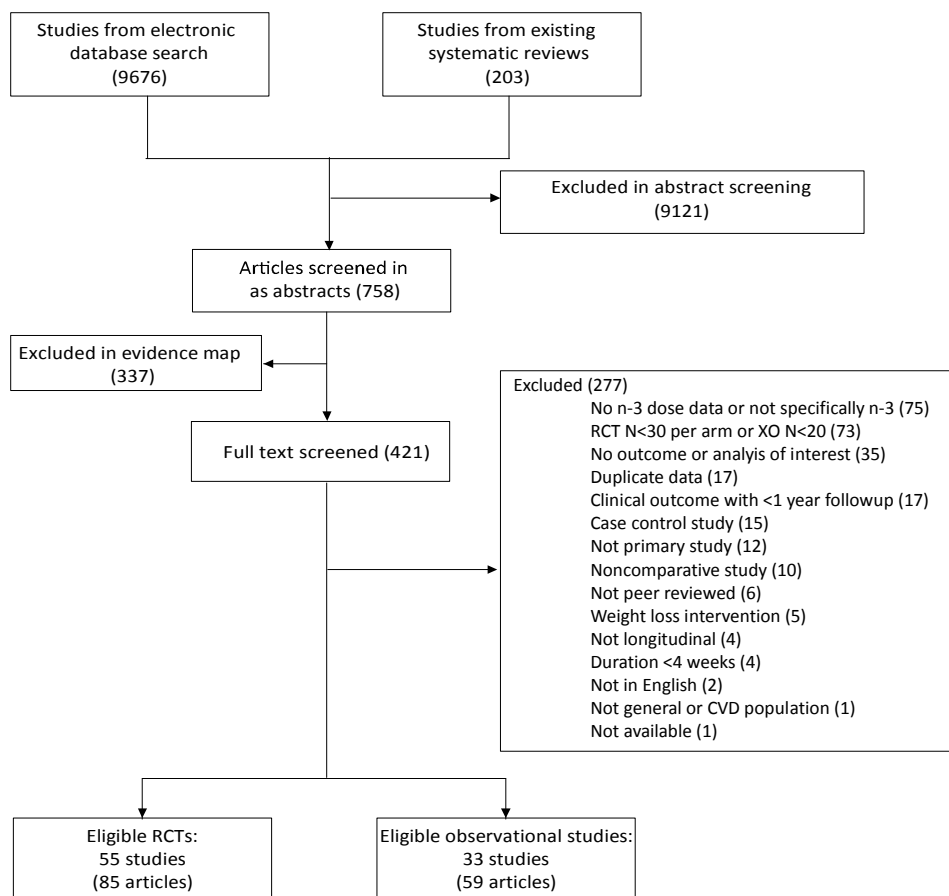 Studies from electronic
database search
(9676)
Studies from existing
systematic reviews
(203)
Excluded in abstract screening
(9121)
Articles screened in
as abstracts (758)
Excluded in evidence map
(337)
Full text screened (421)
Excluded (277)
No n-3 dose data or not specifically n-3 (75)
RCT N<30 per arm or XO N<20 (73)
No outcome or analyis of interest (35)
Duplicate data (17)
Clinical outcome with <1 year followup (17)
Case control study (15)
Not primary study (12)
Noncomparative study (10)
Not peer reviewed (6)
Weight loss intervention (5)
Not longitudinal (4)
Duration <4 weeks (4)
Not in English (2)
Not general or CVD population (1)
Not available (1)
Eligible RCTs:
55 studies
(85 articles)
Eligible observational studies:
33 studies
(59 articles)